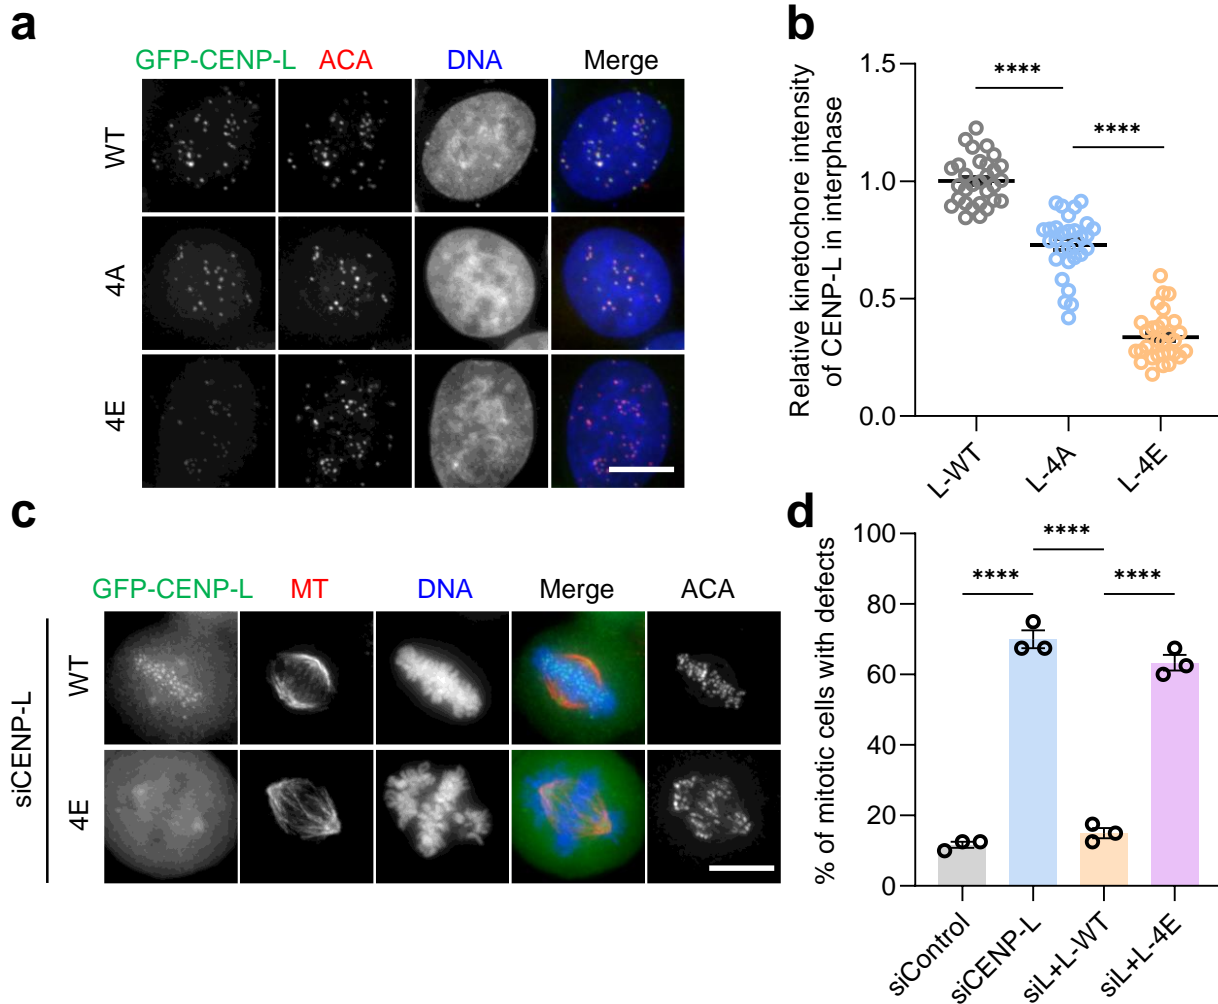 a
GFP-CENP-L ACA DNA Merge
WT
4A
4E
b
Relative kinetochore intensity
of CENP-L in interphase
1.5
1.0
0.5
0.0
****
****
L-WT
L-4A
L-4E
c
GFP-CENP-L MT DNA Merge ACA
siCENP-L
WT
4E
d
% of mitotic cells with defects
100
80
60
40
20
0
****
**** ****
siControl
siCENP-L
siL+L-WT
siL+L-4E